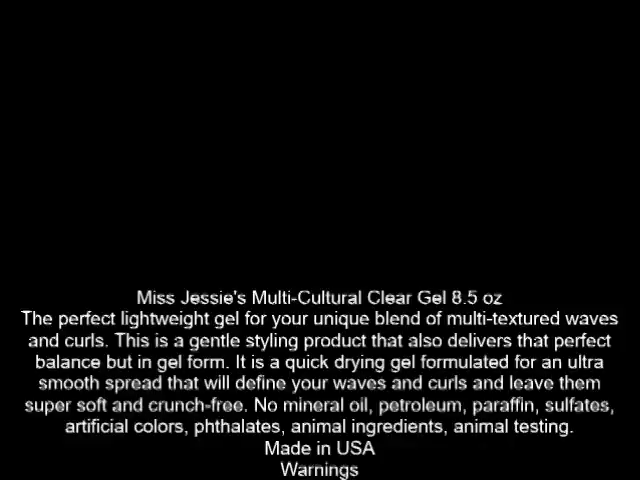 Miss Jessie's Multi-Cultural Clear Gel 8.5 oz
The perfect lightweight gel for your unique blend of multi-textured waves
and curls. This is a gentle styling product that also delivers that perfect
balance but in gel form. It is a quick drying gel formulated for an ultra
smooth spread that will define your waves and curls and leave them
super soft and crunch-free. No mineral oil, petroleum, paraffin, sulfates,
artificial colors, phthalates, animal ingredients, animal testing.
Made in USA
Warnings